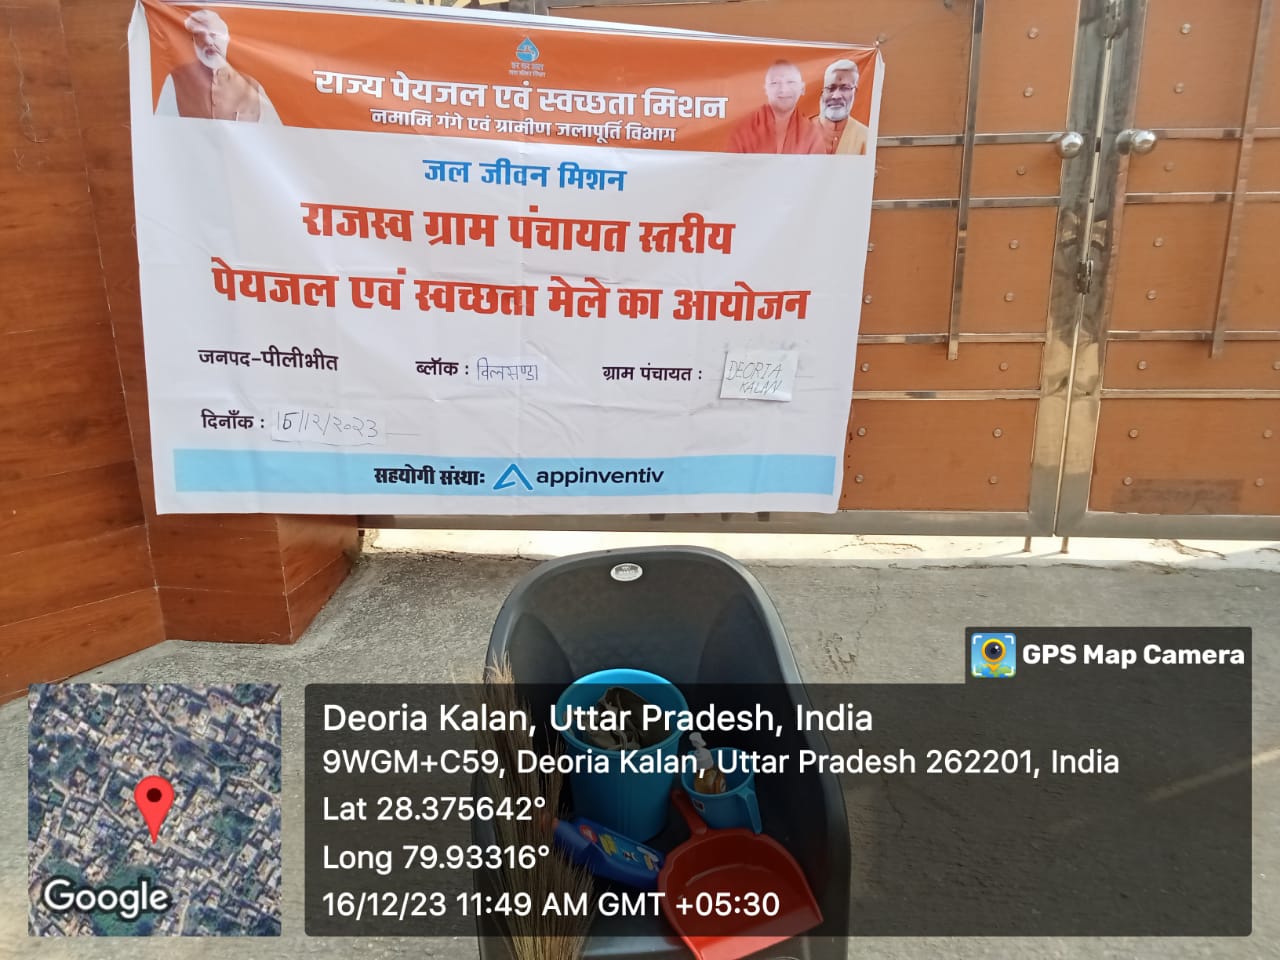 राज्य पेयजल एवं स्वच्छता मिशन
नमामि गंगे एवं ग्रामीण जलापूर्ति विभाग
जल जीवन मिशन
राजस्व ग्राम पंचायत स्तरीय
पेयजल एवं स्वच्छता मेले का आयोजन
जनपद-पीलीभीत ब्लॉक : विलसण्डा ग्राम पंचायत : DEORIA KALAN
दिनाँक : 15/12/2023
सहयोगी संस्था: appinventiv
GPS Map Camera
Deoria Kalan, Uttar Pradesh, India
9WGM+C59, Deoria Kalan, Uttar Pradesh 262201, India
Lat 28.375642°
Long 79.93316°
16/12/23 11:49 AM GMT +05:30
Google